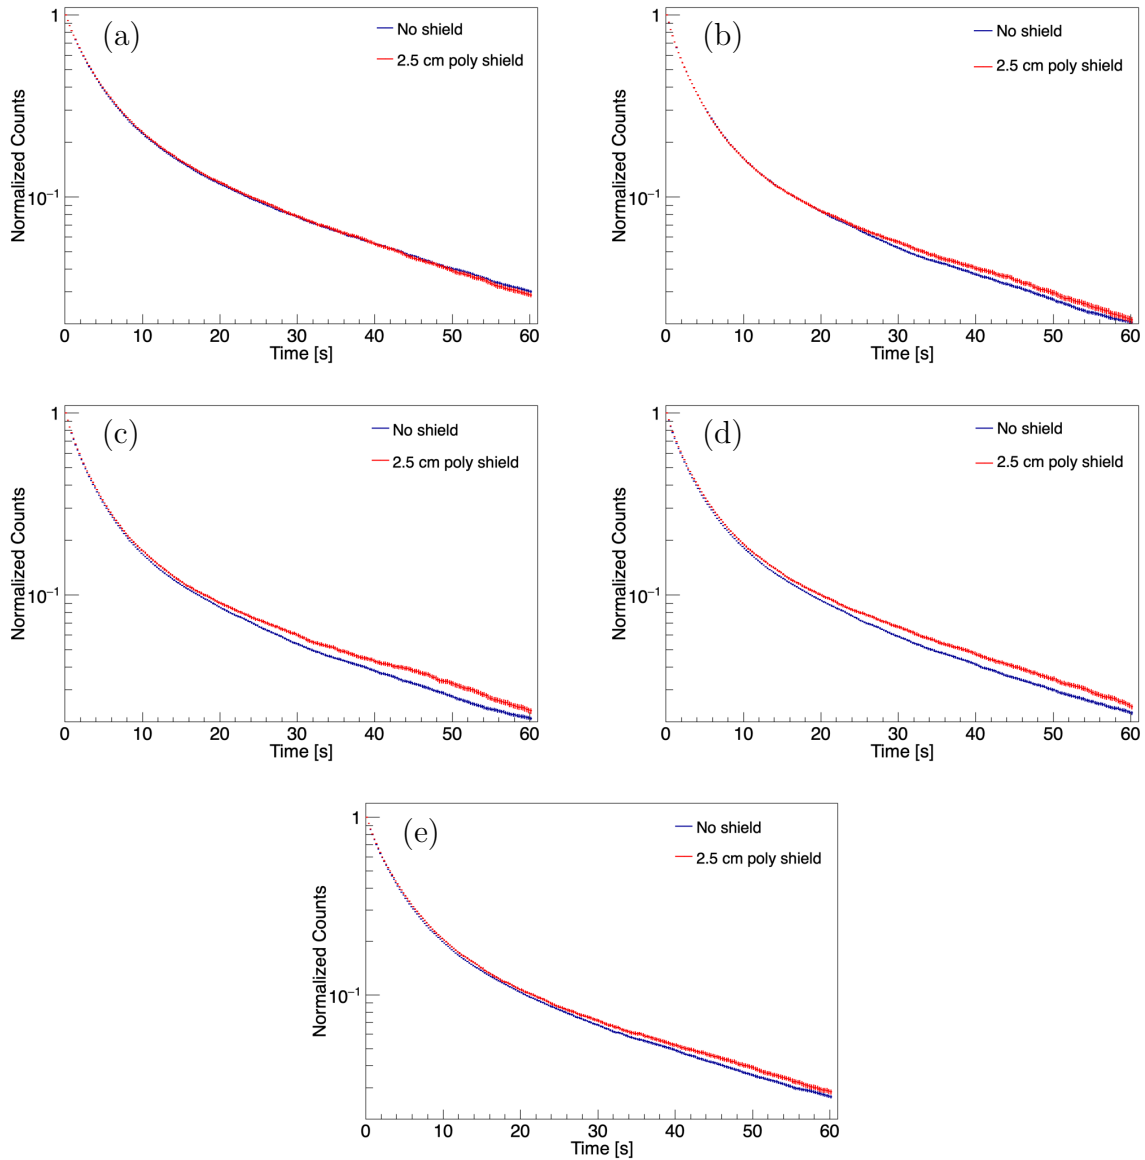 (a)
No shield
2.5 cm poly shield
Normalized Counts
1
10⁻¹
0 10 20 30 40 50 60
Time [s]
(b)
No shield
2.5 cm poly shield
Normalized Counts
1
10⁻¹
0 10 20 30 40 50 60
Time [s]
(c)
No shield
2.5 cm poly shield
Normalized Counts
1
10⁻¹
0 10 20 30 40 50 60
Time [s]
(d)
No shield
2.5 cm poly shield
Normalized Counts
1
10⁻¹
0 10 20 30 40 50 60
Time [s]
(e)
No shield
2.5 cm poly shield
Normalized Counts
1
10⁻¹
0 10 20 30 40 50 60
Time [s]